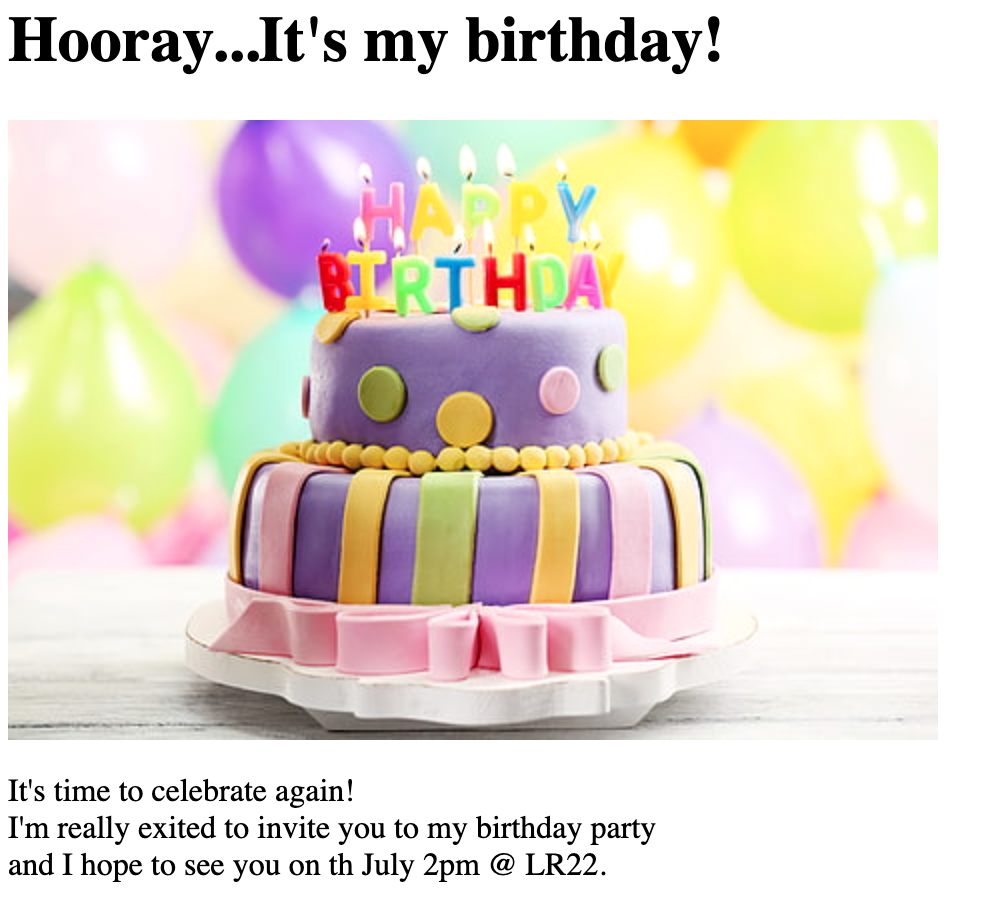 Hooray...It's my birthday!
HAPPY
BIRTHDAY
It's time to celebrate again!
I'm really exited to invite you to my birthday party
and I hope to see you on th July 2pm @ LR22.